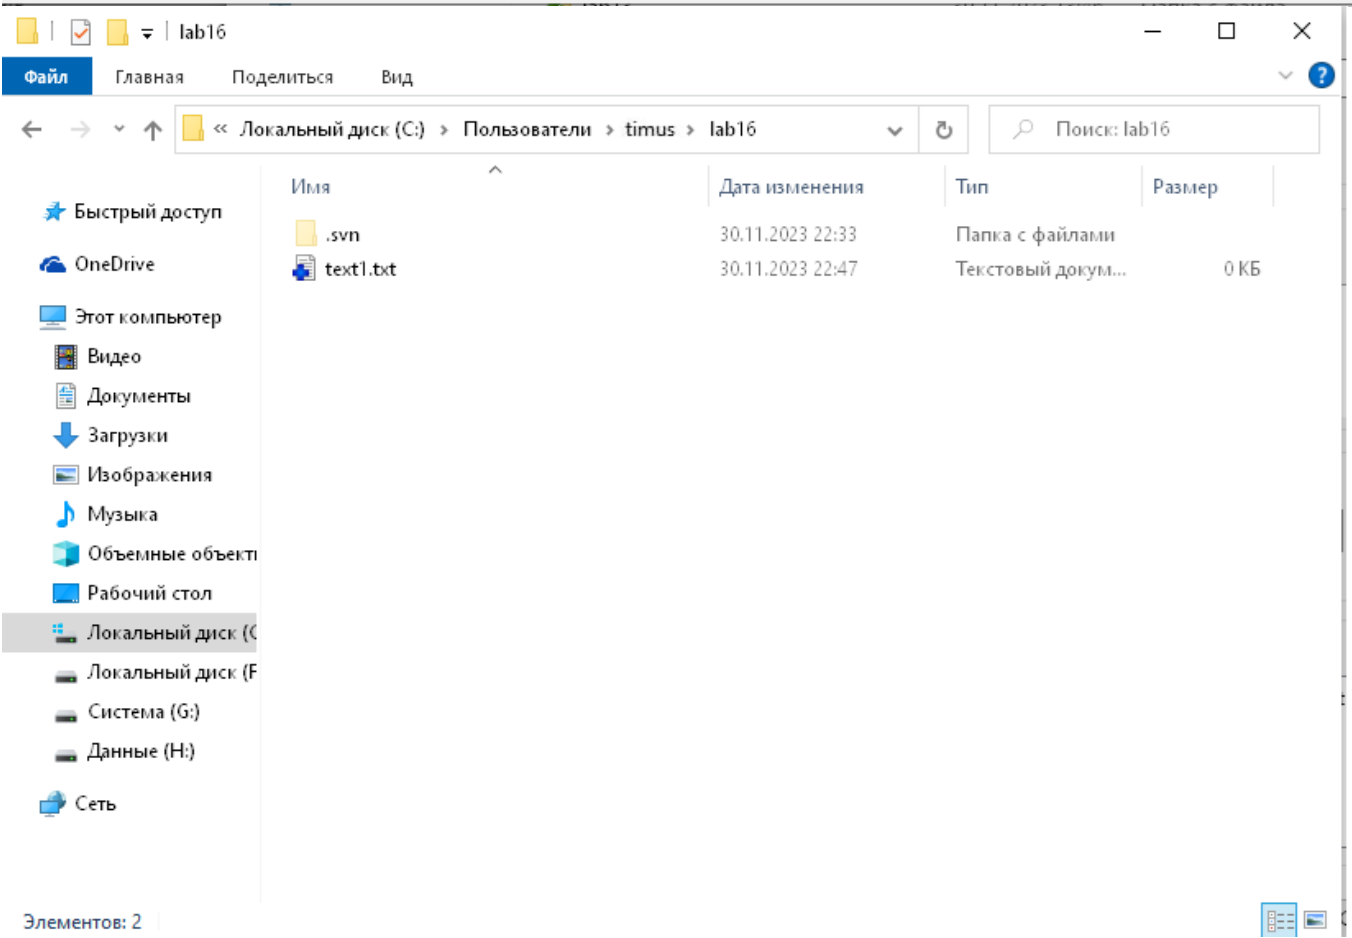 lab16
Файл Главная Поделиться Вид
« Локальный диск (C:) › Пользователи › timus › lab16 Поиск: lab16
Имя Дата изменения Тип Размер
.svn 30.11.2023 22:33 Папка с файлами
text1.txt 30.11.2023 22:47 Текстовый докум... 0 КБ
Быстрый доступ
OneDrive
Этот компьютер
Видео
Документы
Загрузки
Изображения
Музыка
Объемные объекты
Рабочий стол
Локальный диск (C
Локальный диск (F
Система (G:)
Данные (H:)
Сеть
Элементов: 2